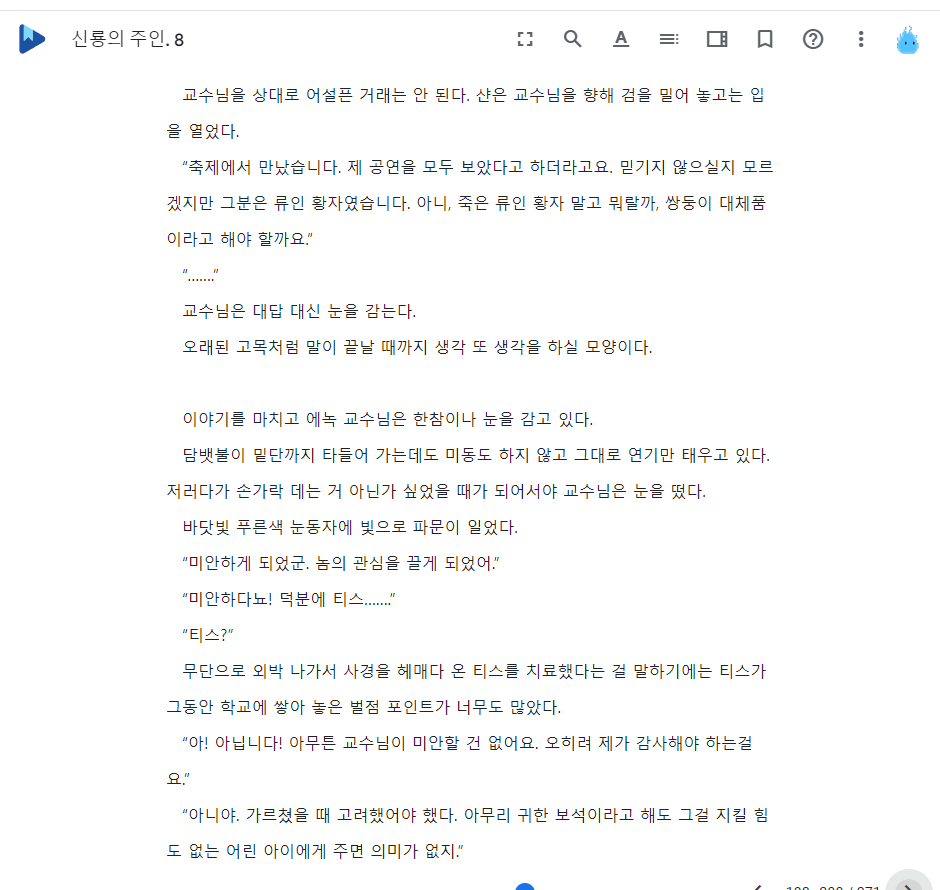 신룡의 주인. 8
교수님을 상대로 어설픈 거래는 안 된다. 샨은 교수님을 향해 검을 밀어 놓고는 입
을 열었다.
“축제에서 만났습니다. 제 공연을 모두 보았다고 하더라고요. 믿기지 않으실지 모르
겠지만 그분은 류인 황자였습니다. 아니, 죽은 류인 황자 말고 뭐랄까, 쌍둥이 대체품
이라고 해야 할까요.”
“…….”
교수님은 대답 대신 눈을 감는다.
오래된 고목처럼 말이 끝날 때까지 생각 또 생각을 하실 모양이다.
이야기를 마치고 에녹 교수님은 한참이나 눈을 감고 있다.
담뱃불이 밑단까지 타들어 가는데도 미동도 하지 않고 그대로 연기만 태우고 있다.
저러다가 손가락 데는 거 아닌가 싶었을 때가 되어서야 교수님은 눈을 떴다.
바닷빛 푸른색 눈동자에 빛으로 파문이 일었다.
“미안하게 되었군. 놈의 관심을 끌게 되었어.”
“미안하다뇨! 덕분에 티스…….”
“티스?”
무단으로 외박 나가서 사경을 헤매다 온 티스를 치료했다는 걸 말하기에는 티스가
그동안 학교에 쌓아 놓은 벌점 포인트가 너무도 많았다.
“아! 아닙니다! 아무튼 교수님이 미안할 건 없어요. 오히려 제가 감사해야 하는걸
요.”
“아니야. 가르쳤을 때 고려했어야 했다. 아무리 귀한 보석이라고 해도 그걸 지킬 힘
도 없는 어린 아이에게 주면 의미가 없지.”